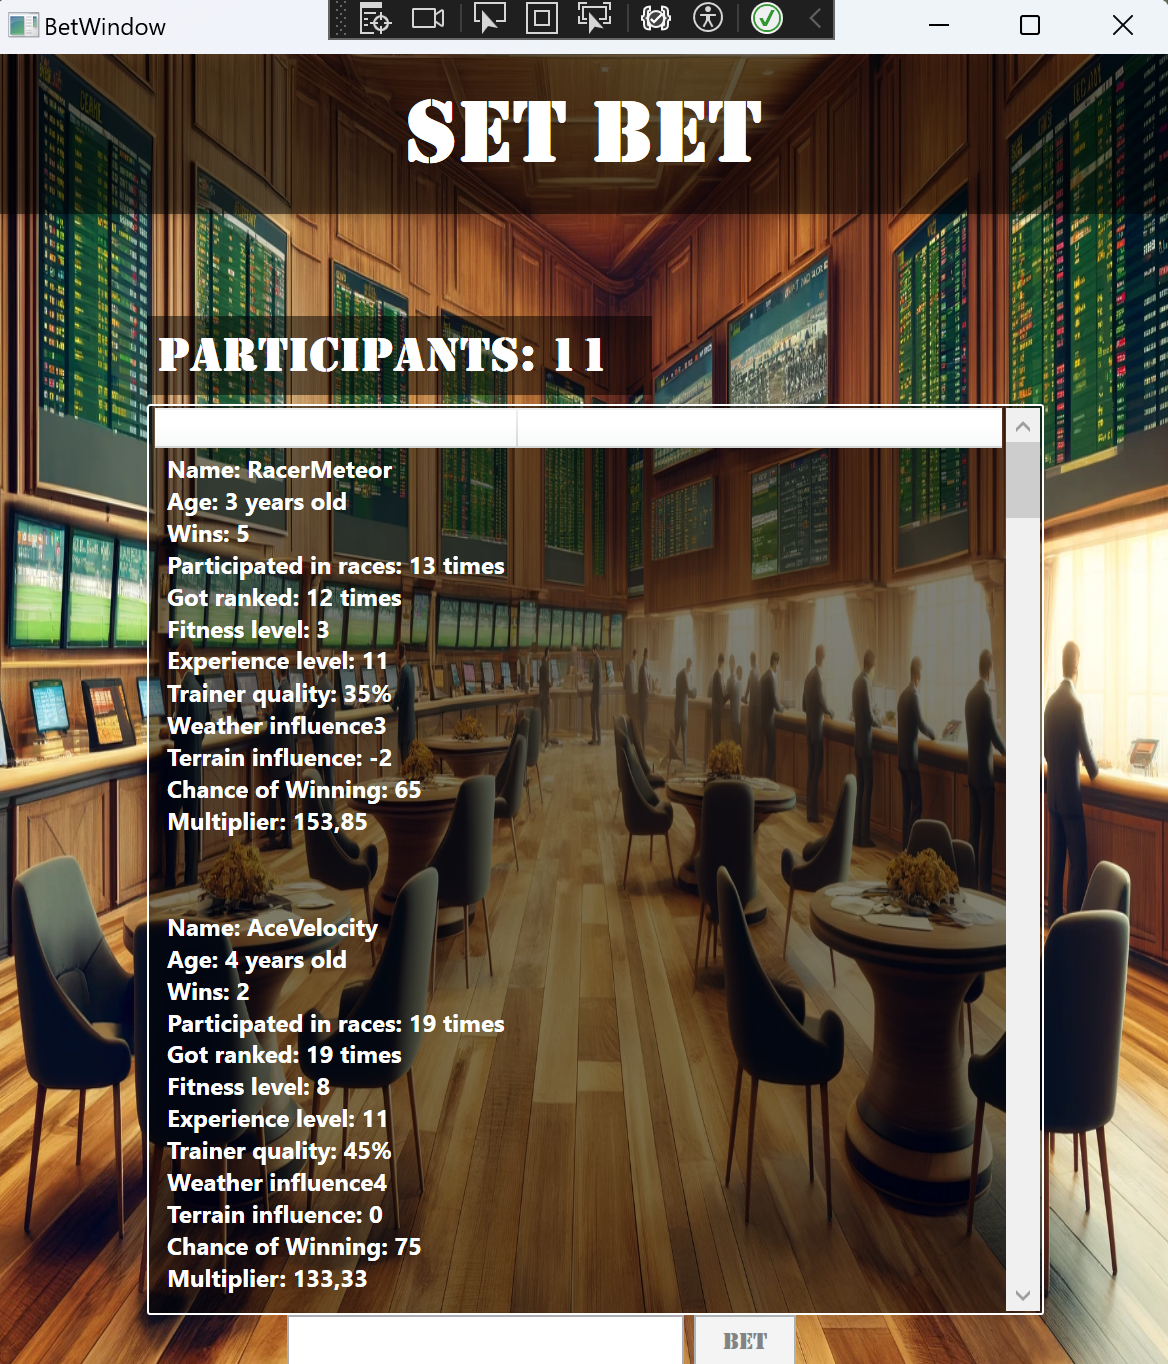 BetWindow
SET BET
PARTICIPANTS: 11
Name: RacerMeteor
Age: 3 years old
Wins: 5
Participated in races: 13 times
Got ranked: 12 times
Fitness level: 3
Experience level: 11
Trainer quality: 35%
Weather influence3
Terrain influence: -2
Chance of Winning: 65
Multiplier: 153,85
Name: AceVelocity
Age: 4 years old
Wins: 2
Participated in races: 19 times
Got ranked: 19 times
Fitness level: 8
Experience level: 11
Trainer quality: 45%
Weather influence4
Terrain influence: 0
Chance of Winning: 75
Multiplier: 133,33
BET